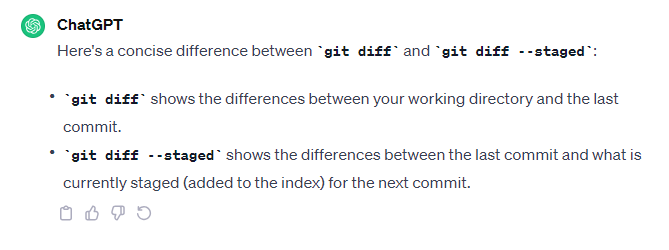 ChatGPT
Here's a concise difference between `git diff` and `git diff --staged`:
• `git diff` shows the differences between your working directory and the last
commit.
• `git diff --staged` shows the differences between the last commit and what is
currently staged (added to the index) for the next commit.